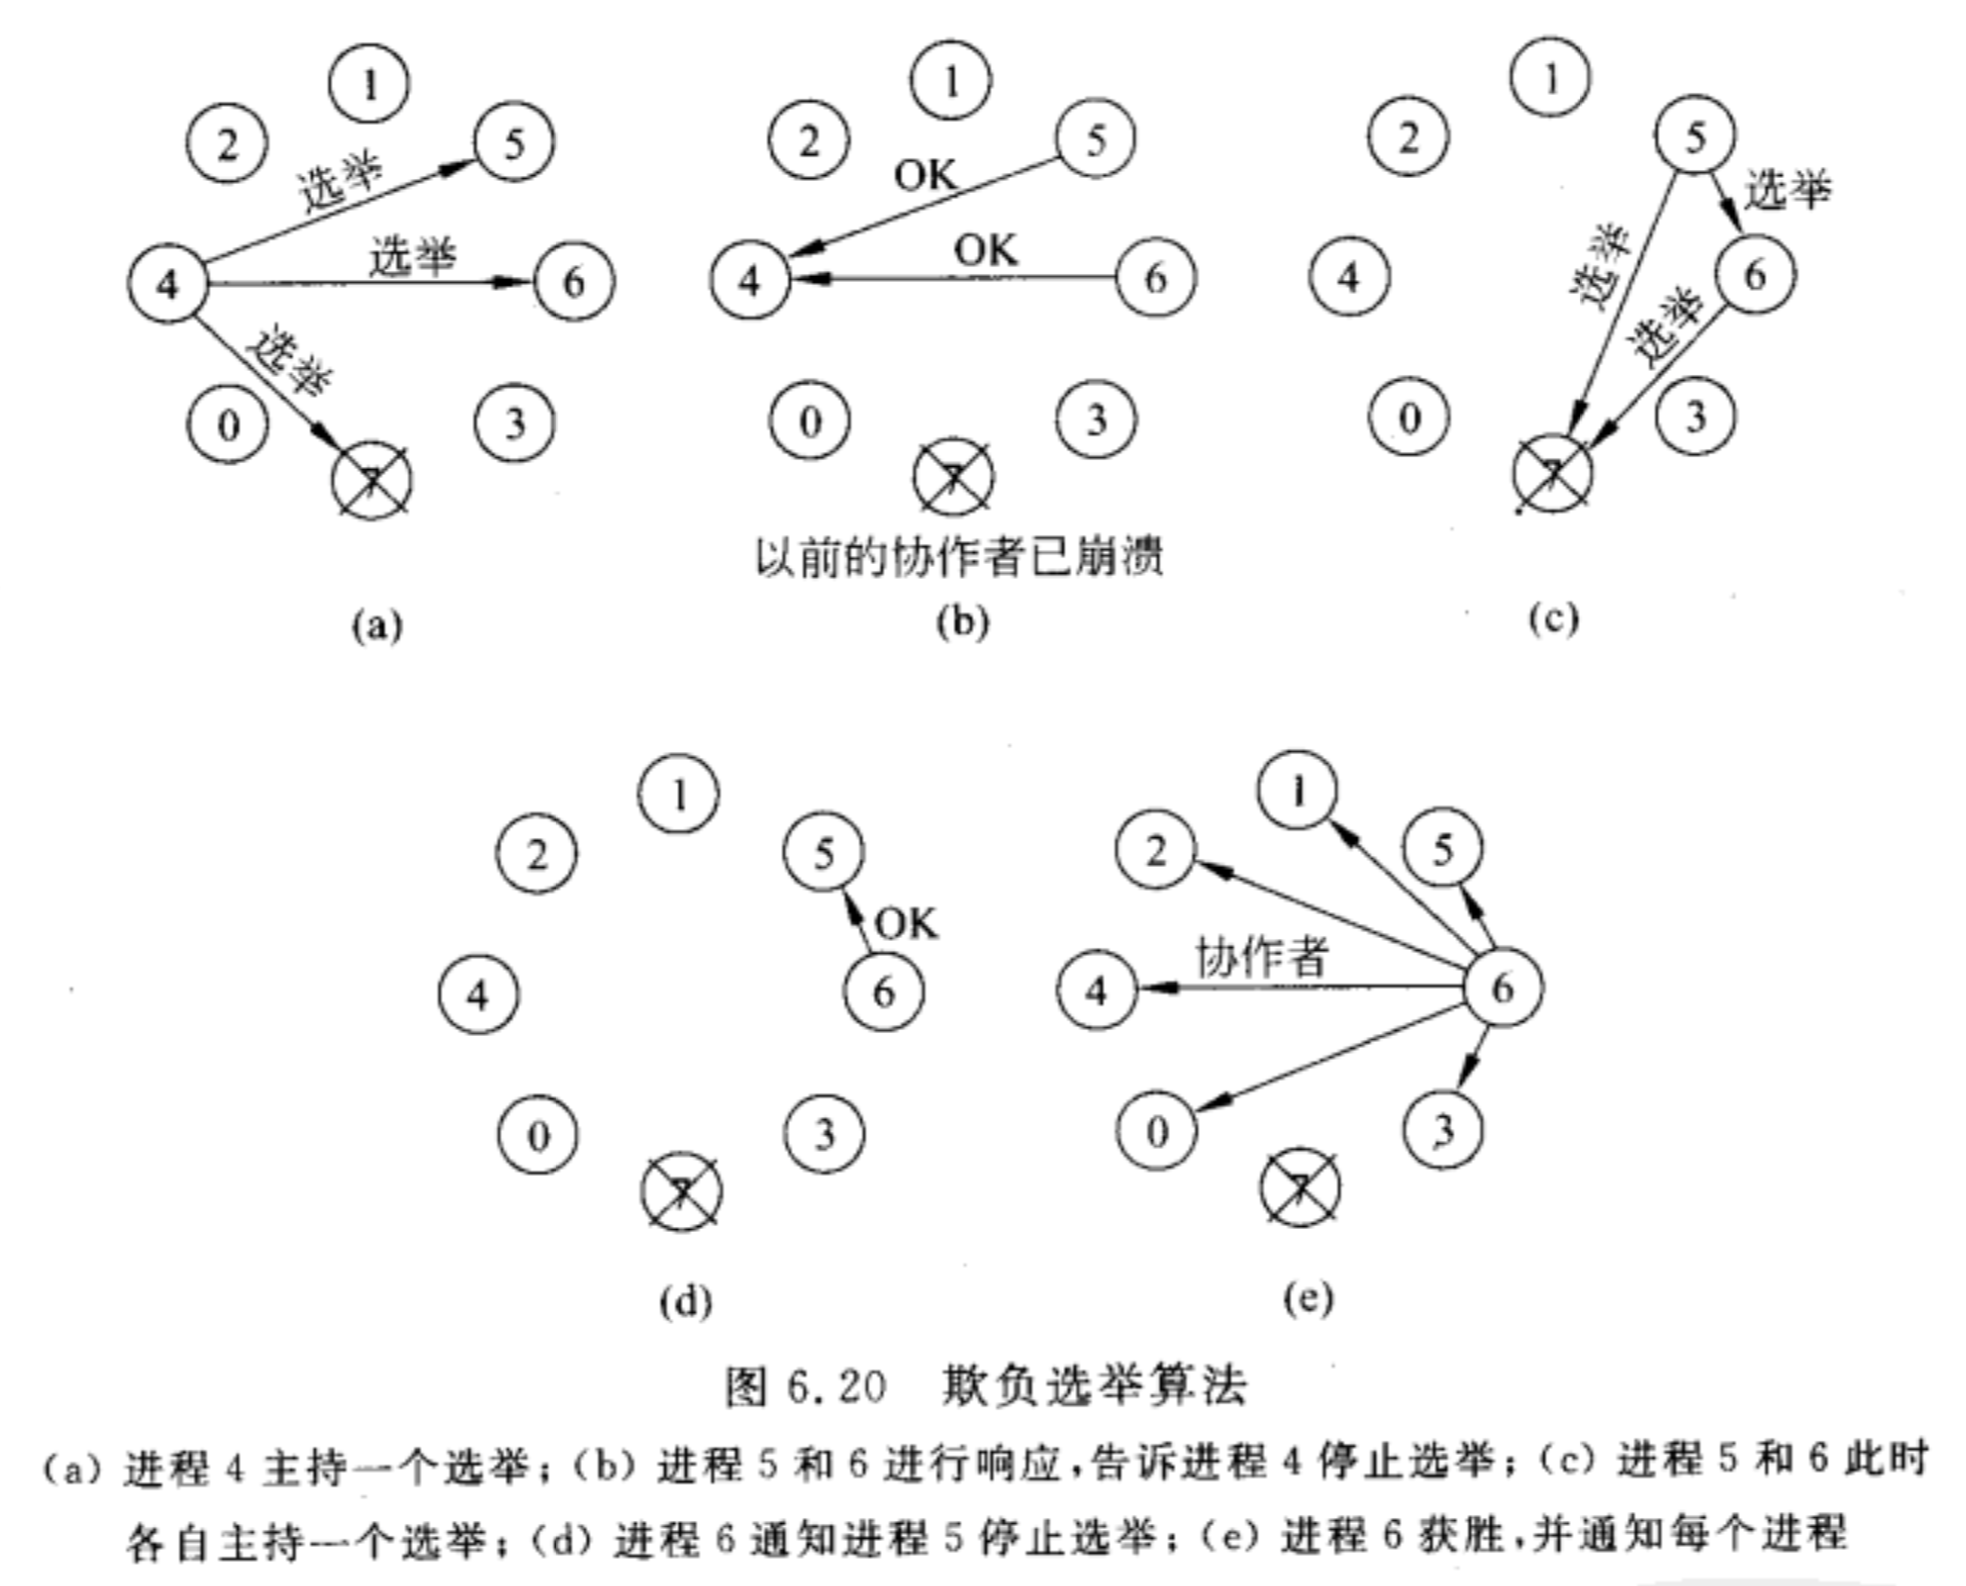 1
2
5
选举
选举
4
6
选举
0
3
7
(a)
1
2
5
OK
OK
4
6
0
3
7
以前的协作者已崩溃
(b)
1
2
5
选举
选举
4
6
选举
0
3
7
(c)
1
2
5
OK
4
6
0
3
7
(d)
1
2
5
协作者
4
6
0
3
7
(e)
图 6.20 欺负选举算法
(a) 进程 4 主持一个选举；(b) 进程 5 和 6 进行响应，告诉进程 4 停止选举；(c) 进程 5 和 6 此时
各自主持一个选举；(d) 进程 6 通知进程 5 停止选举；(e) 进程 6 获胜，并通知每个进程